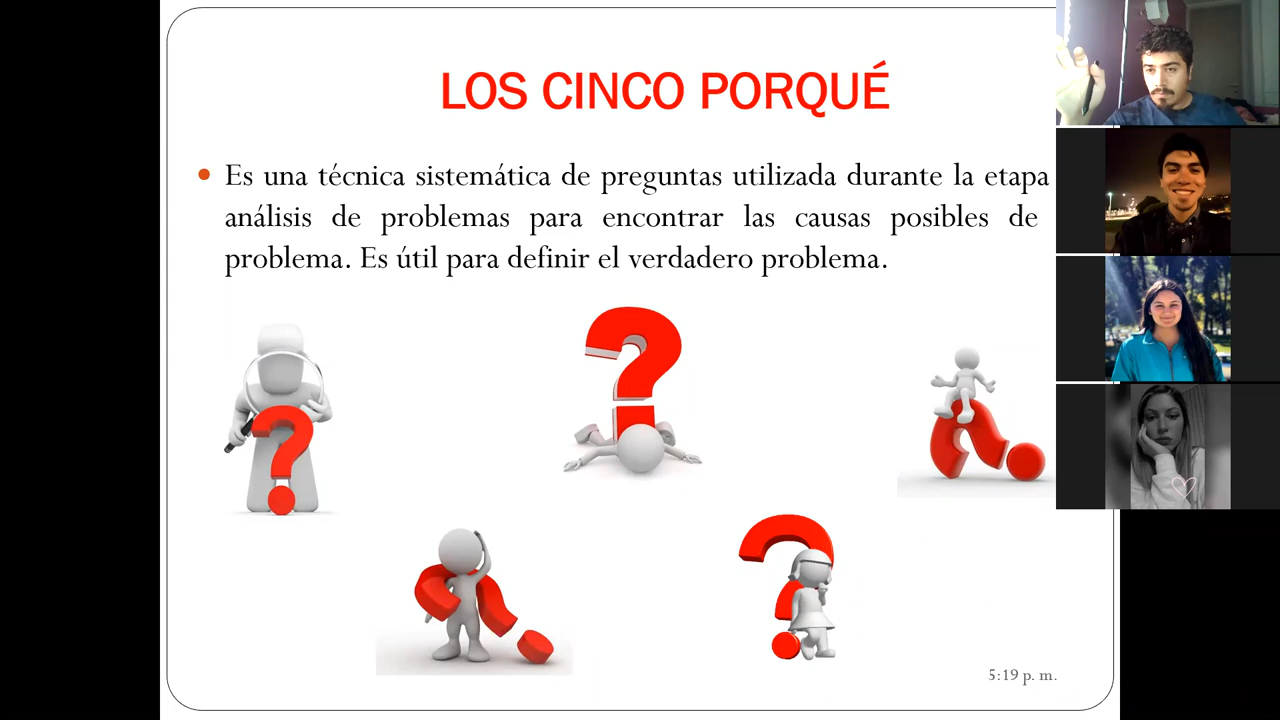 LOS CINCO PORQUÉ
Es una técnica sistemática de preguntas utilizada durante la etapa
análisis de problemas para encontrar las causas posibles de
problema. Es útil para definir el verdadero problema.
5:19 p. m.